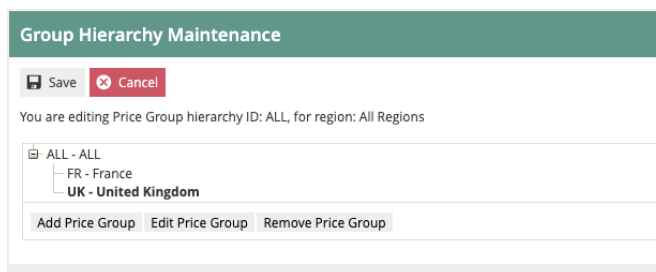 Group Hierarchy Maintenance
Save Cancel
You are editing Price Group hierarchy ID: ALL, for region: All Regions
ALL - ALL
FR - France
UK - United Kingdom
Add Price Group Edit Price Group Remove Price Group